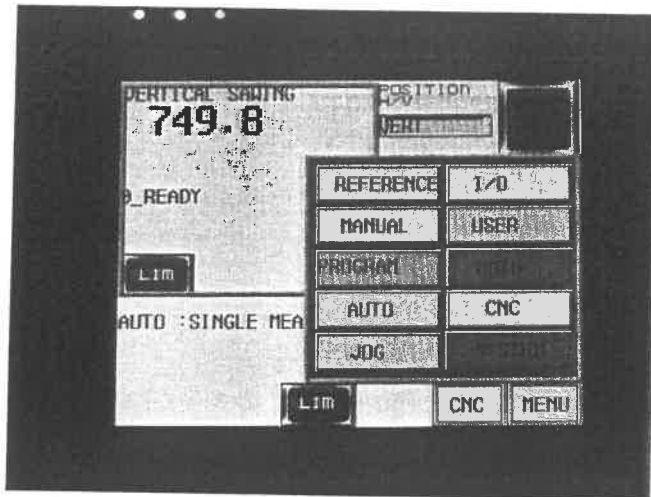 VERTICAL SAWING
749.8
POSITION
H/V
VERT
0_READY
REFERENCE
I/O
MANUAL
USER
PROGRAM
AUTO
CNC
JOG
Lim
AUTO :SINGLE MEA
Lim
CNC
MENU